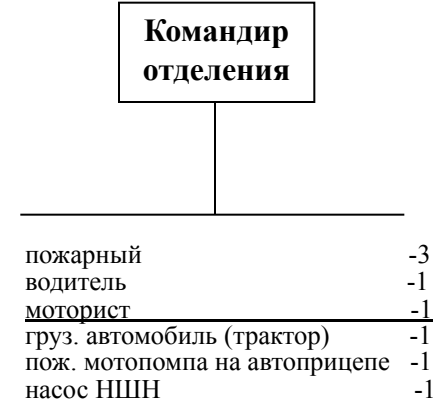 Командир
отделения
пожарный -3
водитель -1
моторист -1
груз. автомобиль (трактор) -1
пож. мотопомпа на автоприцепе -1
насос НШН -1